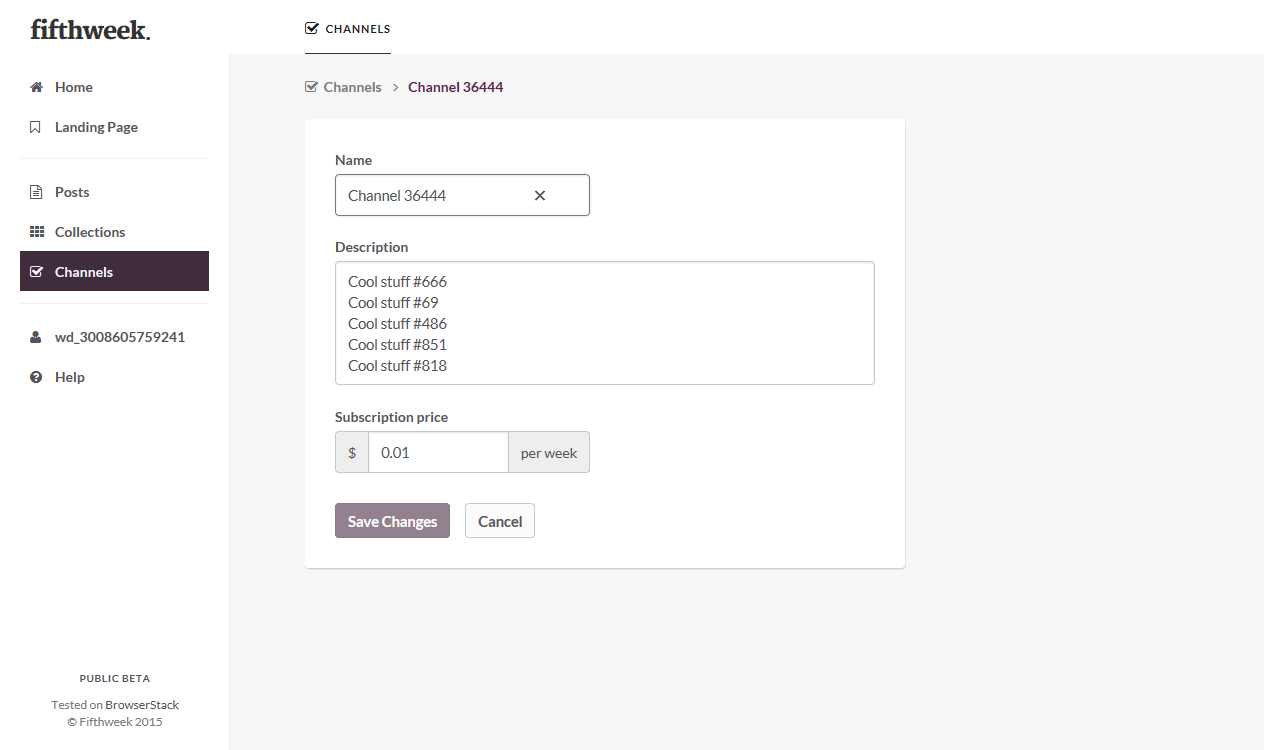 fifthweek.
CHANNELS
Home
Landing Page
Posts
Collections
Channels
wd_3008605759241
Help
PUBLIC BETA
Tested on BrowserStack
© Fifthweek 2015
Channels > Channel 36444
Name
Channel 36444
Description
Cool stuff #666
Cool stuff #69
Cool stuff #486
Cool stuff #851
Cool stuff #818
Subscription price
$ 0.01 per week
Save Changes Cancel